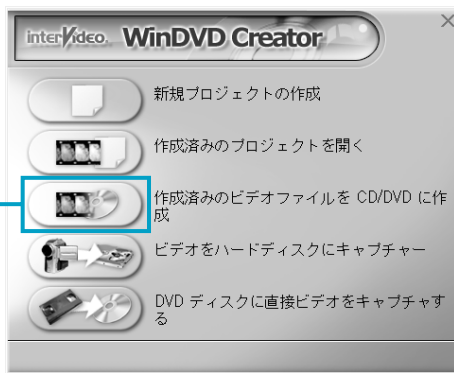 InterVideo. WinDVD Creator
新規プロジェクトの作成
作成済みのプロジェクトを開く
作成済みのビデオファイルを CD/DVD に作
成
ビデオをハードディスクにキャプチャー
DVD ディスクに直接ビデオをキャプチャす
る